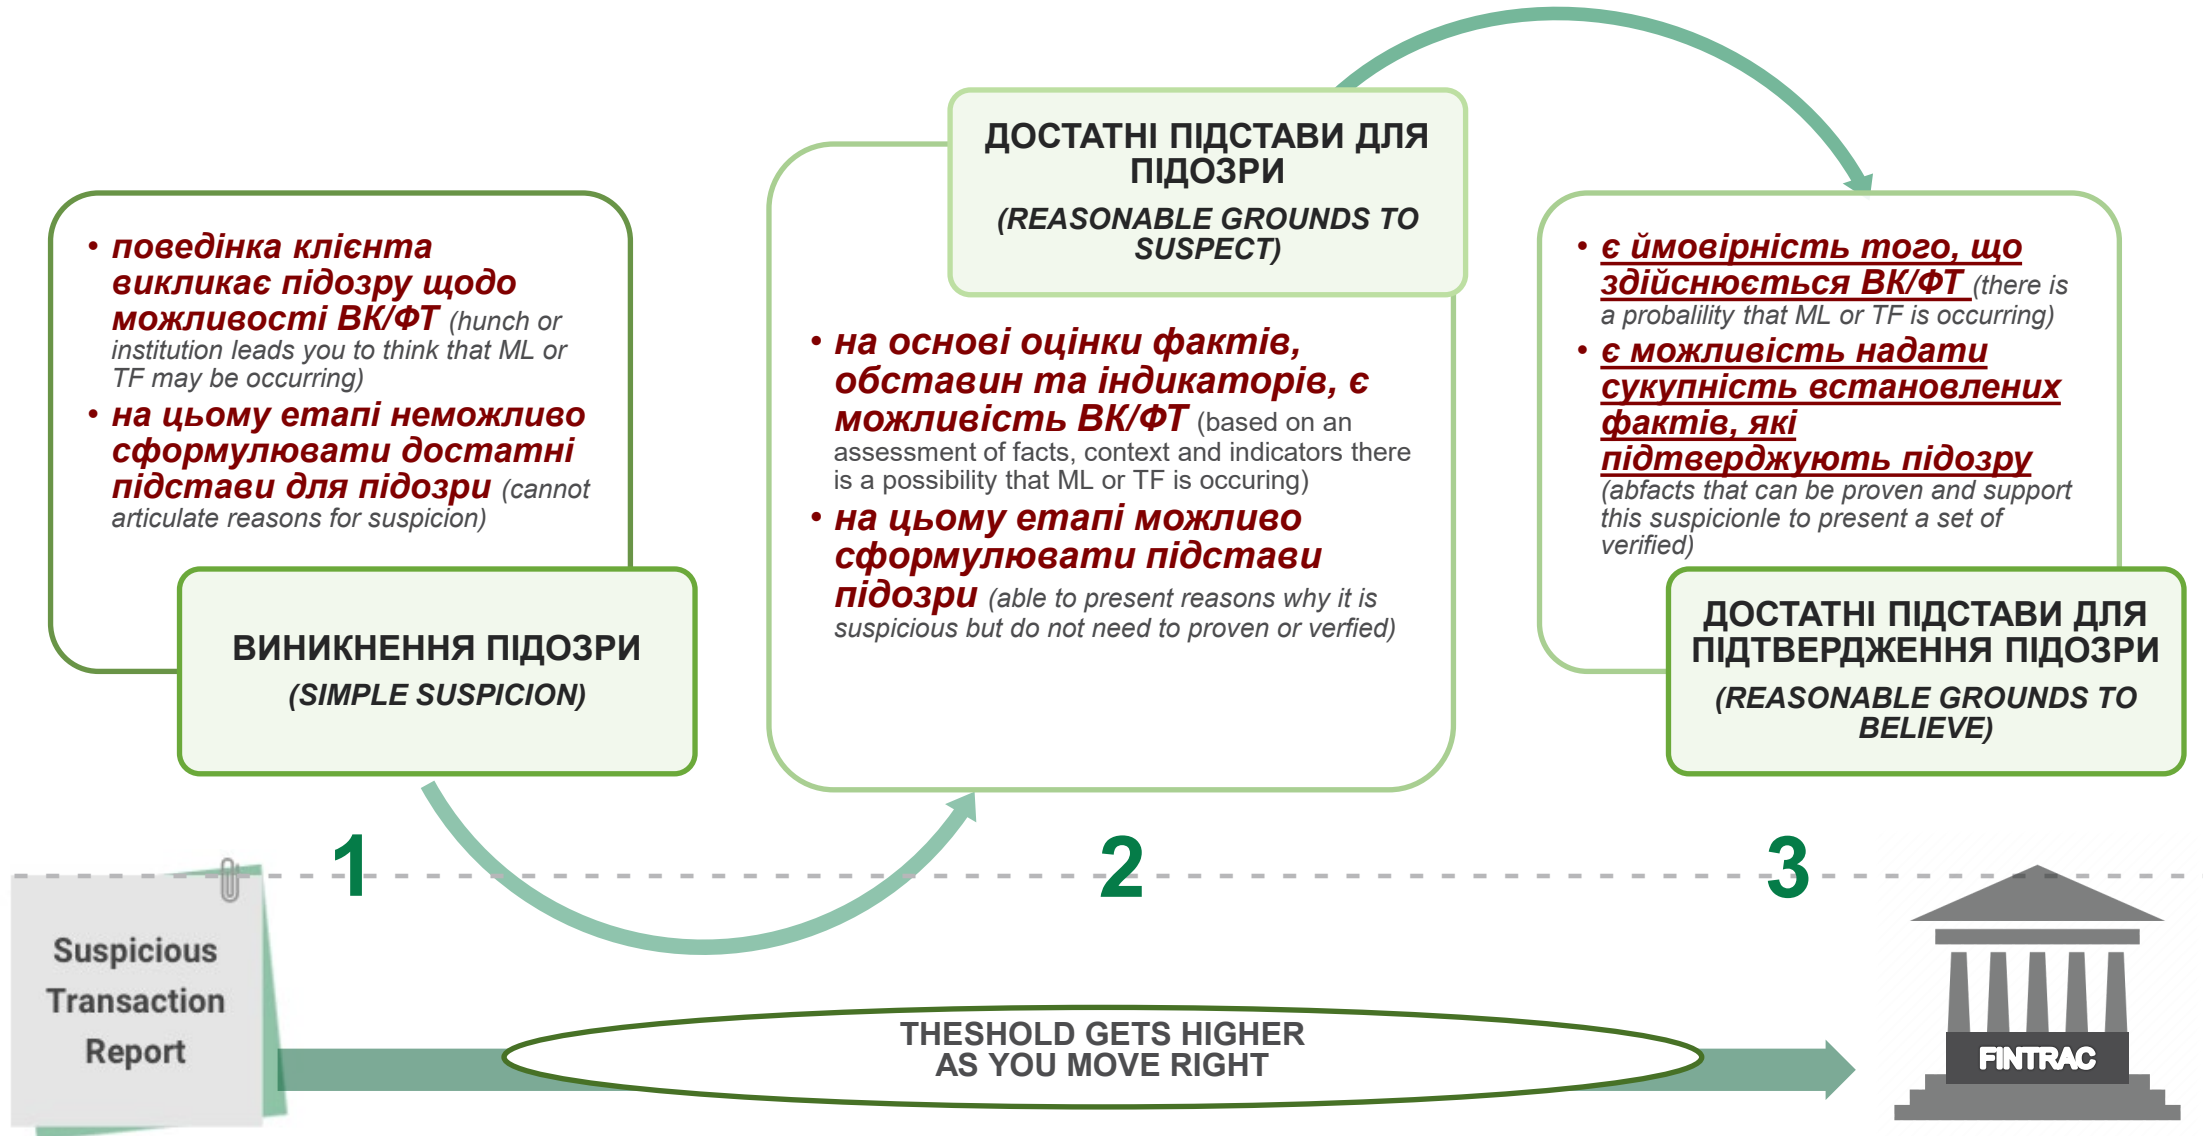 • поведінка клієнта
викликає підозру щодо
можливості ВК/ФТ (hunch or
institution leads you to think that ML or
TF may be occurring)
• на цьому етапі неможливо
сформулювати достатні
підстави для підозри (cannot
articulate reasons for suspicion)
ВИНИКНЕННЯ ПІДОЗРИ
(SIMPLE SUSPICION)
ДОСТАТНІ ПІДСТАВИ ДЛЯ
ПІДОЗРИ
(REASONABLE GROUNDS TO
SUSPECT)
• на основі оцінки фактів,
обставин та індикаторів, є
можливість ВК/ФТ (based on an
assessment of facts, context and indicators there
is a possibility that ML or TF is occuring)
• на цьому етапі можливо
сформулювати підстави
підозри (able to present reasons why it is
suspicious but do not need to proven or verfied)
• є ймовірність того, що
здійснюється ВК/ФТ (there is
a probalility that ML or TF is occurring)
• є можливість надати
сукупність встановлених
фактів, які
підтверджують підозру
(abfacts that can be proven and support
this suspicionle to present a set of
verified)
ДОСТАТНІ ПІДСТАВИ ДЛЯ
ПІДТВЕРДЖЕННЯ ПІДОЗРИ
(REASONABLE GROUNDS TO
BELIEVE)
1
2
3
Suspicious
Transaction
Report
THESHOLD GETS HIGHER
AS YOU MOVE RIGHT
FINTRAC